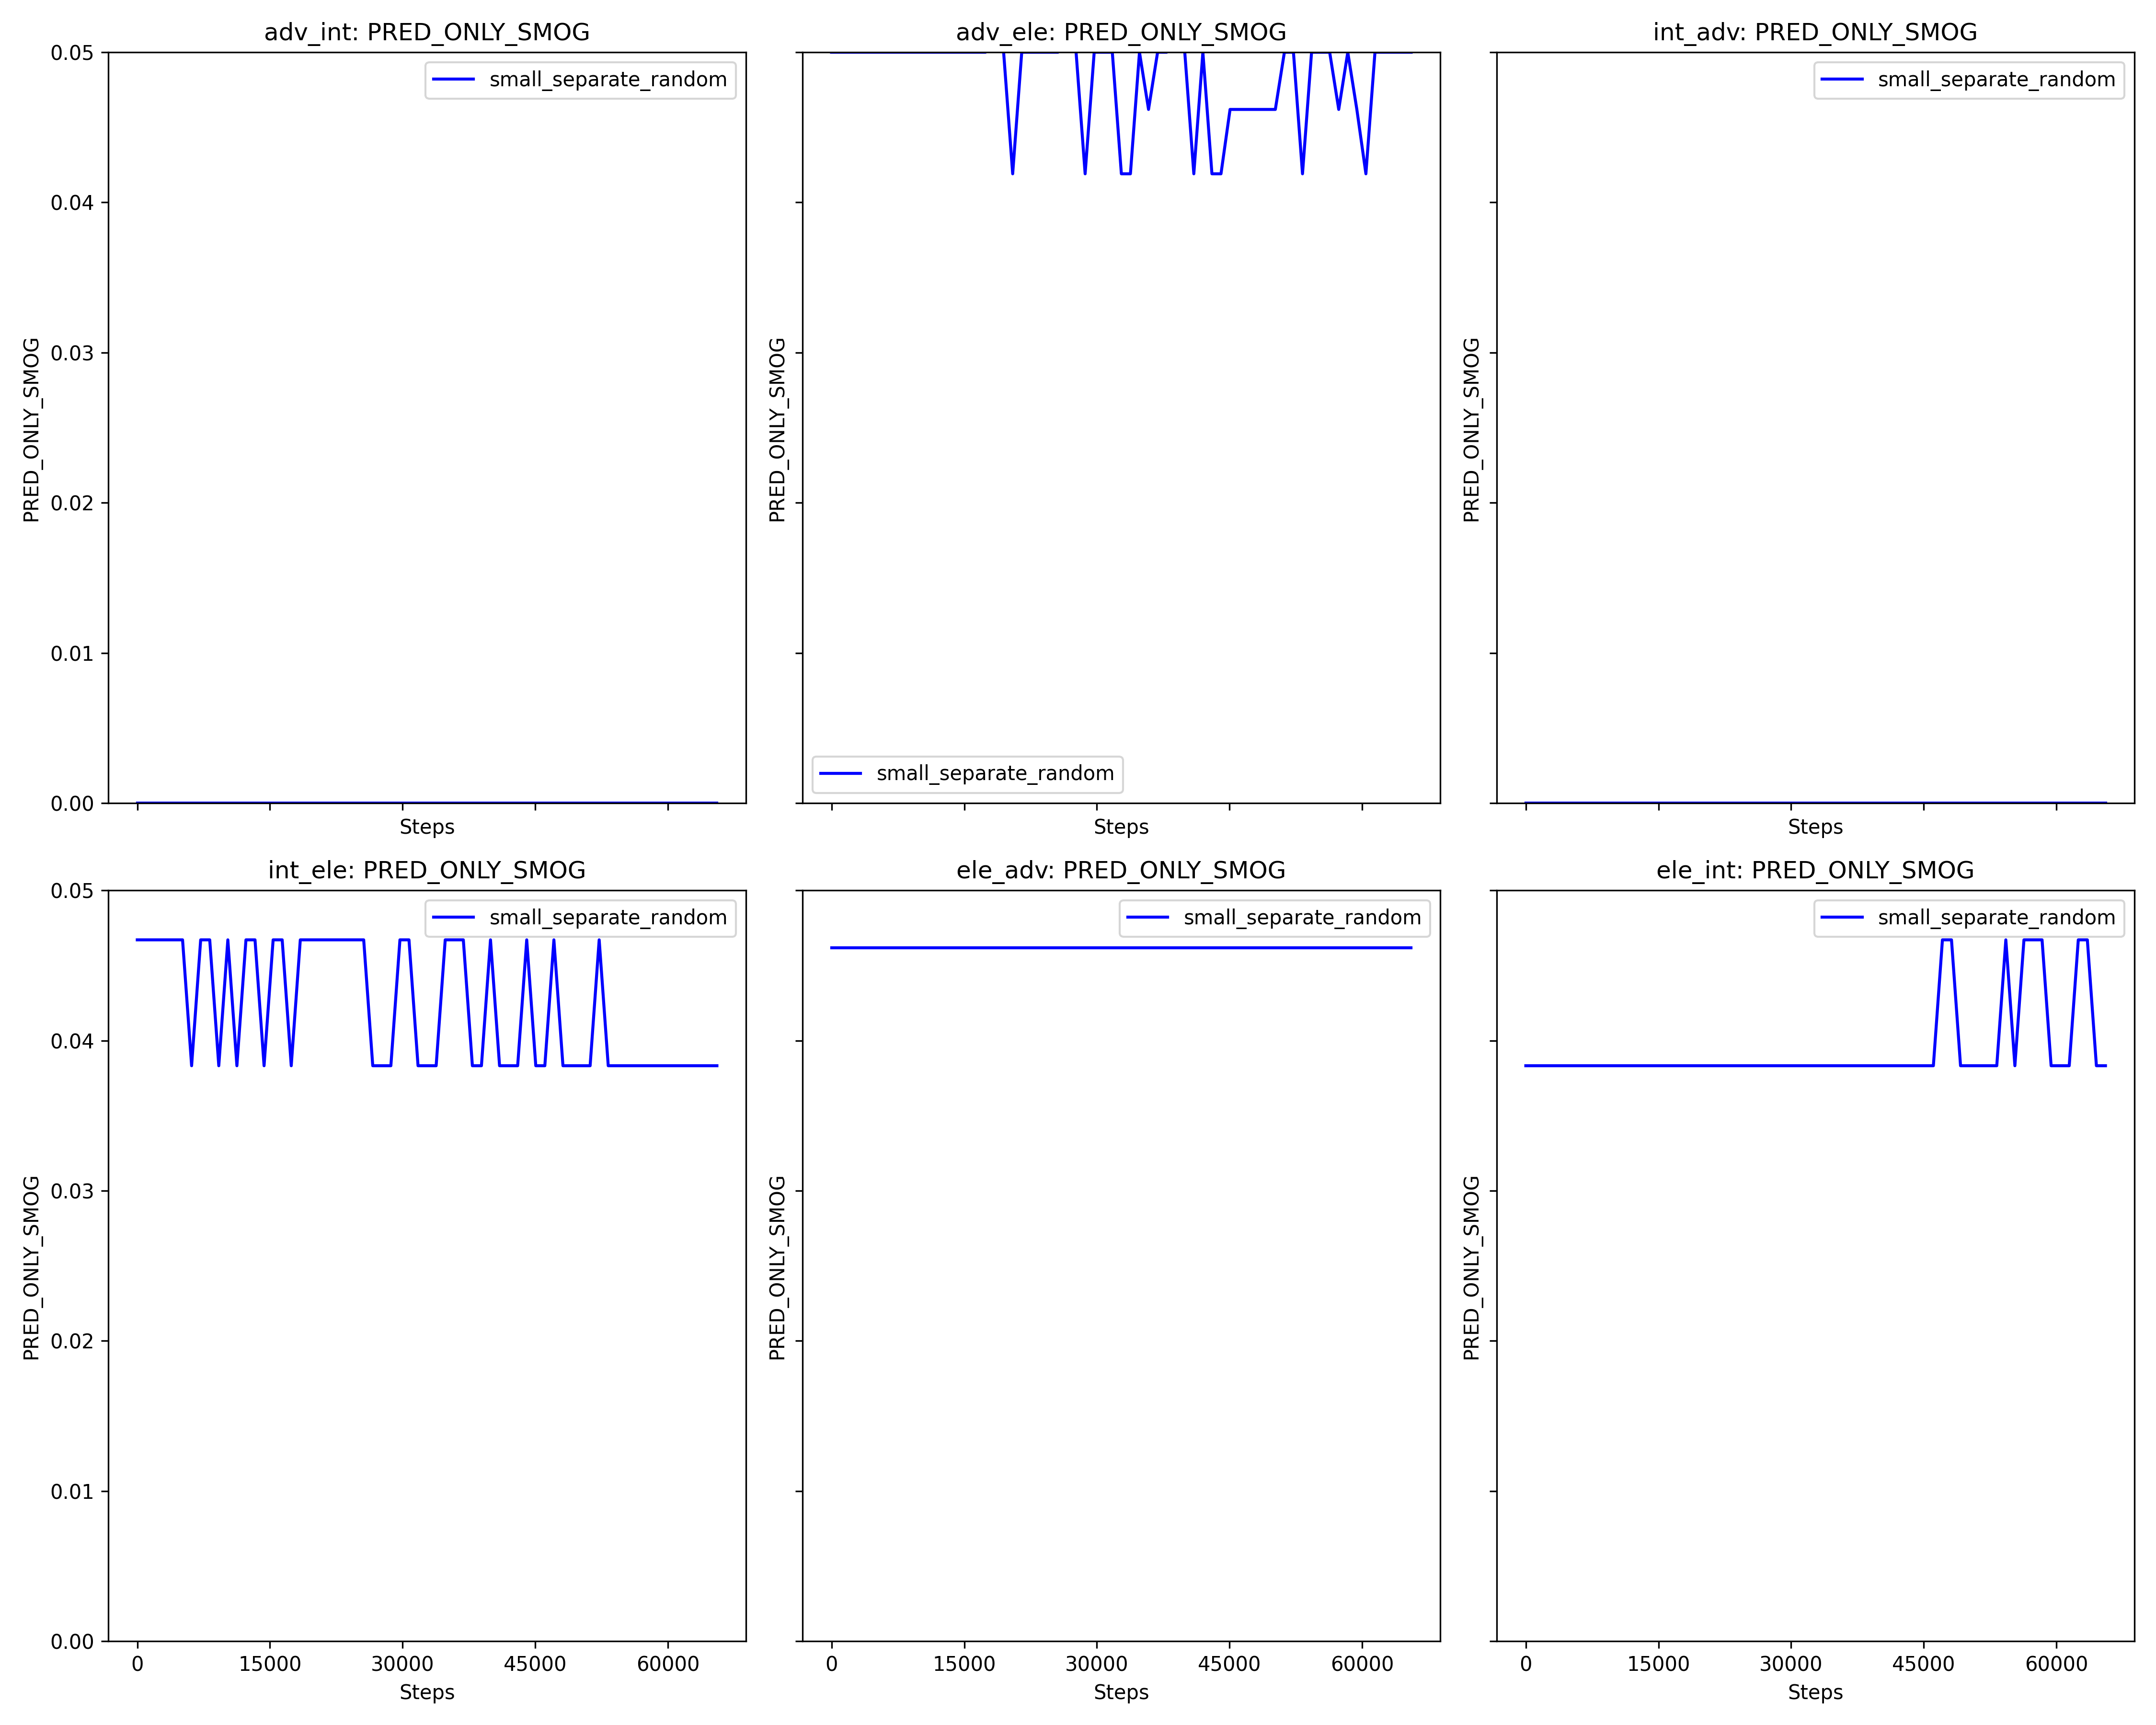 adv_int: PRED_ONLY_SMOG
adv_ele: PRED_ONLY_SMOG
int_adv: PRED_ONLY_SMOG
0.05
0.04
0.03
0.02
0.01
0.00
PRED_ONLY_SMOG
PRED_ONLY_SMOG
PRED_ONLY_SMOG
small_separate_random
small_separate_random
small_separate_random
Steps
Steps
Steps
int_ele: PRED_ONLY_SMOG
ele_adv: PRED_ONLY_SMOG
ele_int: PRED_ONLY_SMOG
0.05
0.04
0.03
0.02
0.01
0.00
PRED_ONLY_SMOG
PRED_ONLY_SMOG
PRED_ONLY_SMOG
small_separate_random
small_separate_random
small_separate_random
0 15000 30000 45000 60000
0 15000 30000 45000 60000
0 15000 30000 45000 60000
Steps
Steps
Steps